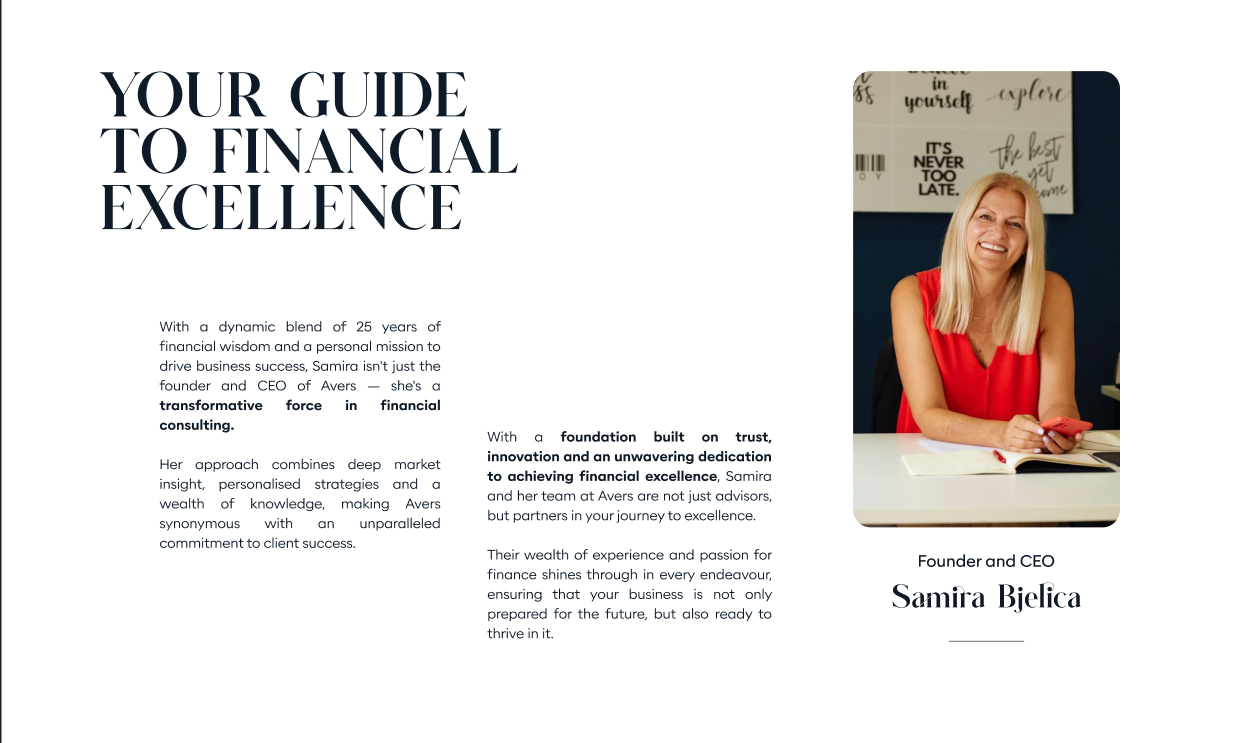 YOUR GUIDE
TO FINANCIAL
EXCELLENCE
With a dynamic blend of 25 years of
financial wisdom and a personal mission to
drive business success, Samira isn't just the
founder and CEO of Avers — she's a
transformative force in financial
consulting.
Her approach combines deep market
insight, personalised strategies and a
wealth of knowledge, making Avers
synonymous with an unparalleled
commitment to client success.
With a foundation built on trust,
innovation and an unwavering dedication
to achieving financial excellence, Samira
and her team at Avers are not just advisors,
but partners in your journey to excellence.
Their wealth of experience and passion for
finance shines through in every endeavour,
ensuring that your business is not only
prepared for the future, but also ready to
thrive in it.
in
yourself
explore
IT'S
NEVER
TOO
LATE.
the best
yet
O Y
Founder and CEO
Samira Bjelica